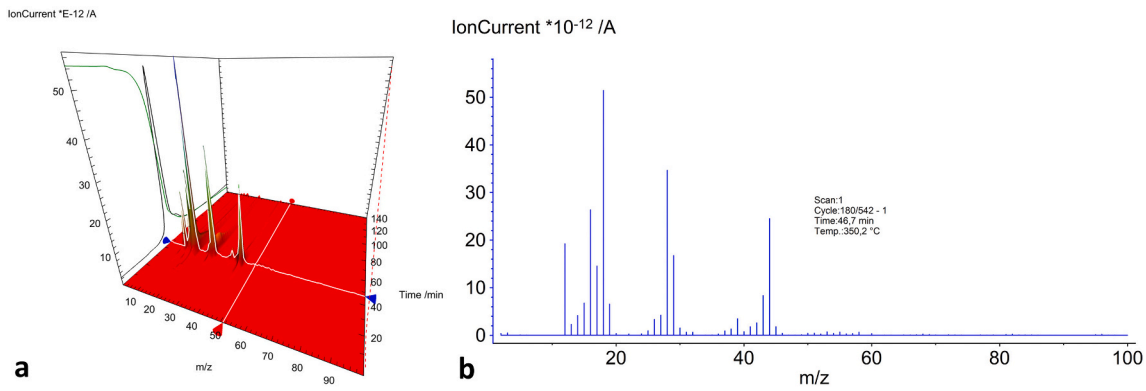 IonCurrent *E-12 /A
50
40
30
20
10
10
20
30
40
50
60
70
80
90
m/z
140
120
100
80
60
40
20
Time /min
a
IonCurrent *10-12 /A
50
40
30
20
10
0
20
40
60
80
100
m/z
Scan:1
Cycle:180/542 - 1
Time:46,7 min
Temp.:350,2 °C
b